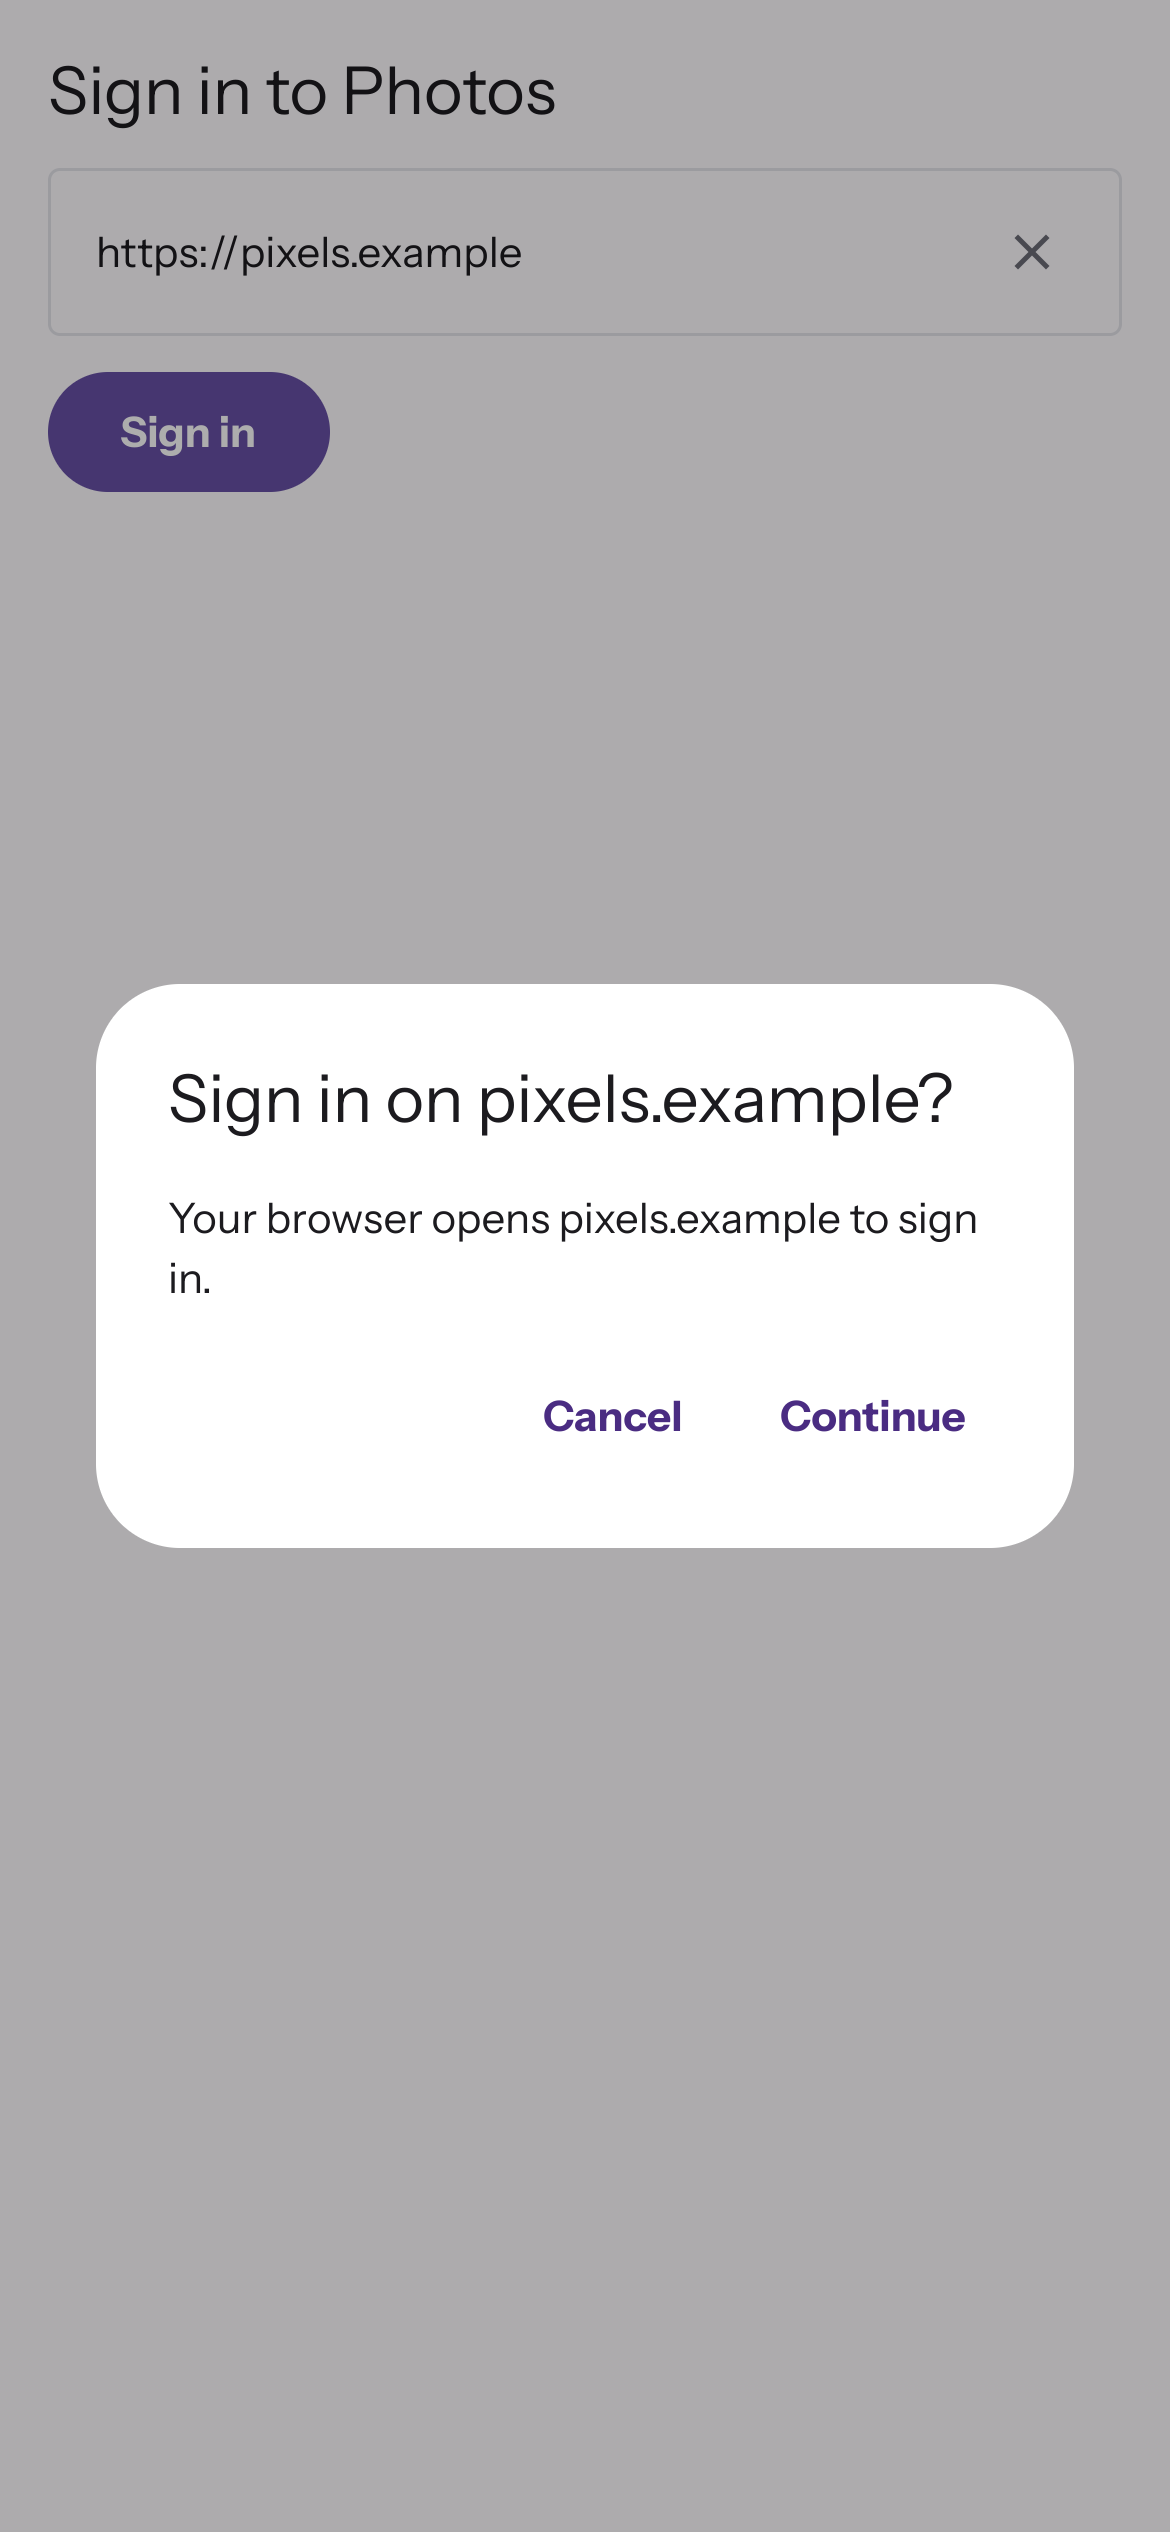 Sign in to Photos
https://pixels.example
Sign in
Sign in on pixels.example?
Your browser opens pixels.example to sign
in.
Cancel
Continue